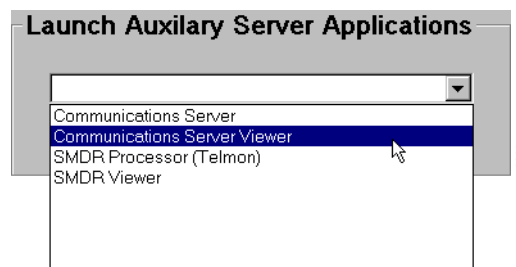 Launch Auxilary Server Applications
Communications Server
Communications Server Viewer
SMDR Processor (Telmon)
SMDR Viewer